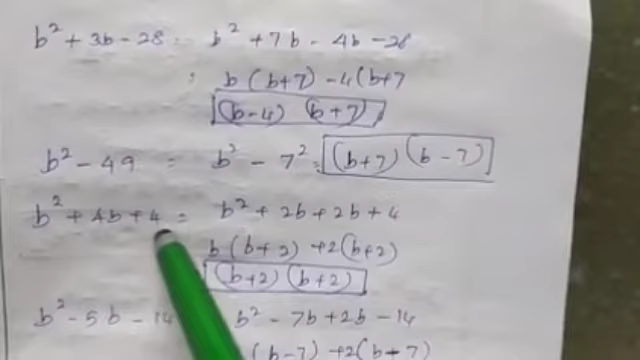 b² + 3b - 28 = b² + 7b - 4b - 28
= b (b+7) - 4 (b+7
(b-4) (b+7)
b² - 49 = b² - 7² = (b+7) (b-7)
b² + 4b + 4 = b² + 2b + 2b + 4
b (b+2) + 2(b+2)
(b+2) (b+2)
b² - 5b - 14 b² - 7b + 2b - 14
(b-7) + 2(b+7)